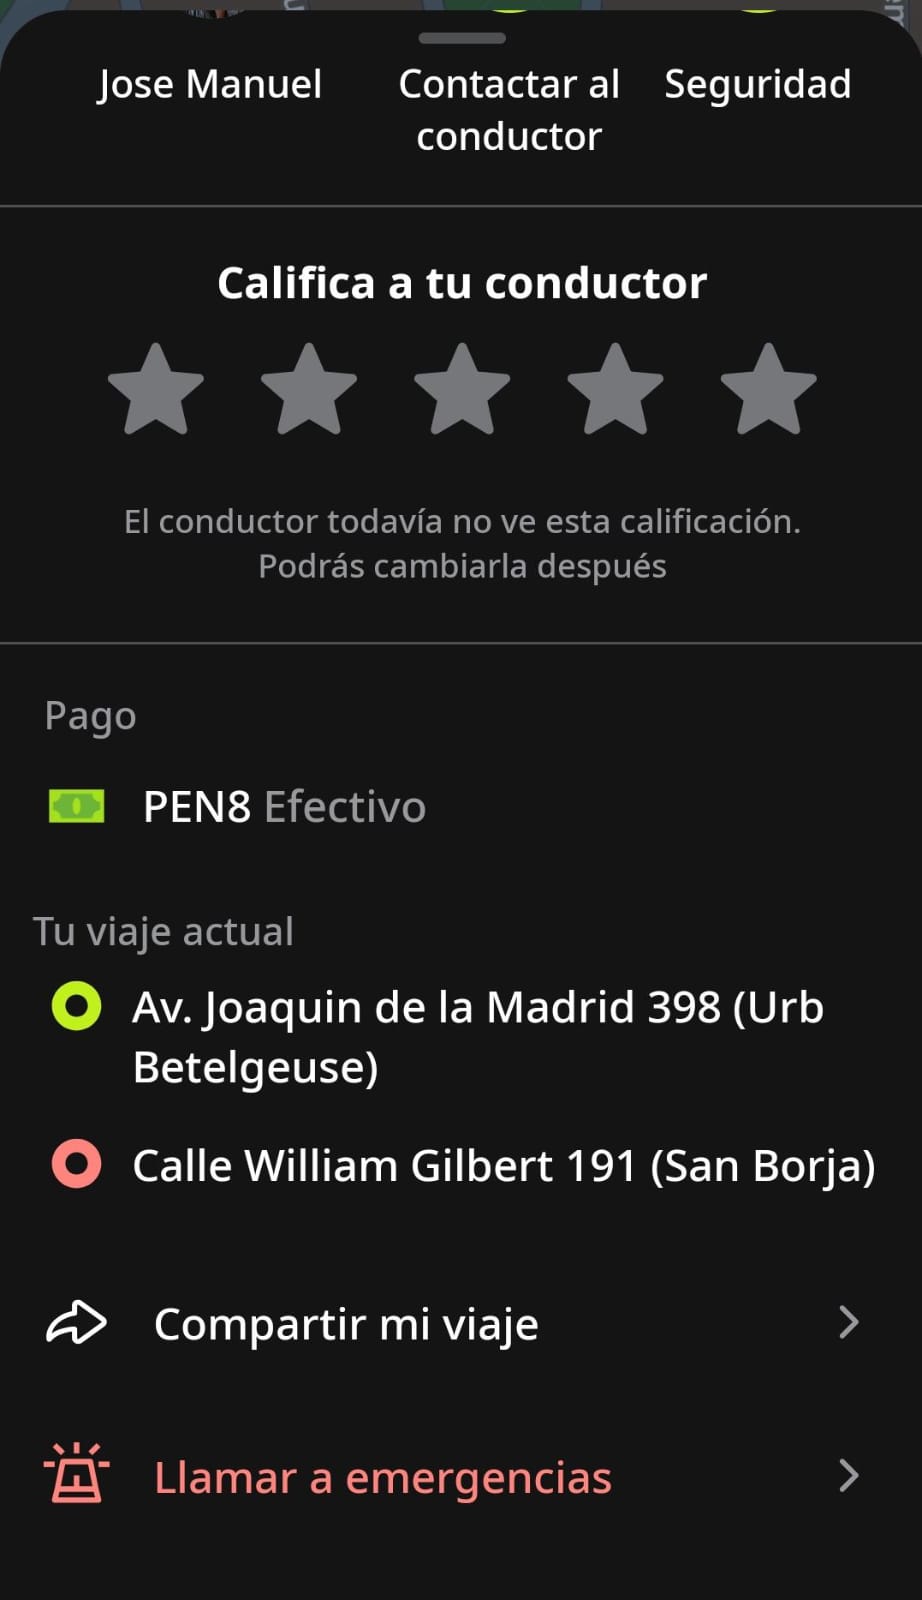 Jose Manuel
Contactar al
conductor
Seguridad
Califica a tu conductor
El conductor todavía no ve esta calificación.
Podrás cambiarla después
Pago
PEN8 Efectivo
Tu viaje actual
Av. Joaquin de la Madrid 398 (Urb
Betelgeuse)
Calle William Gilbert 191 (San Borja)
Compartir mi viaje
Llamar a emergencias